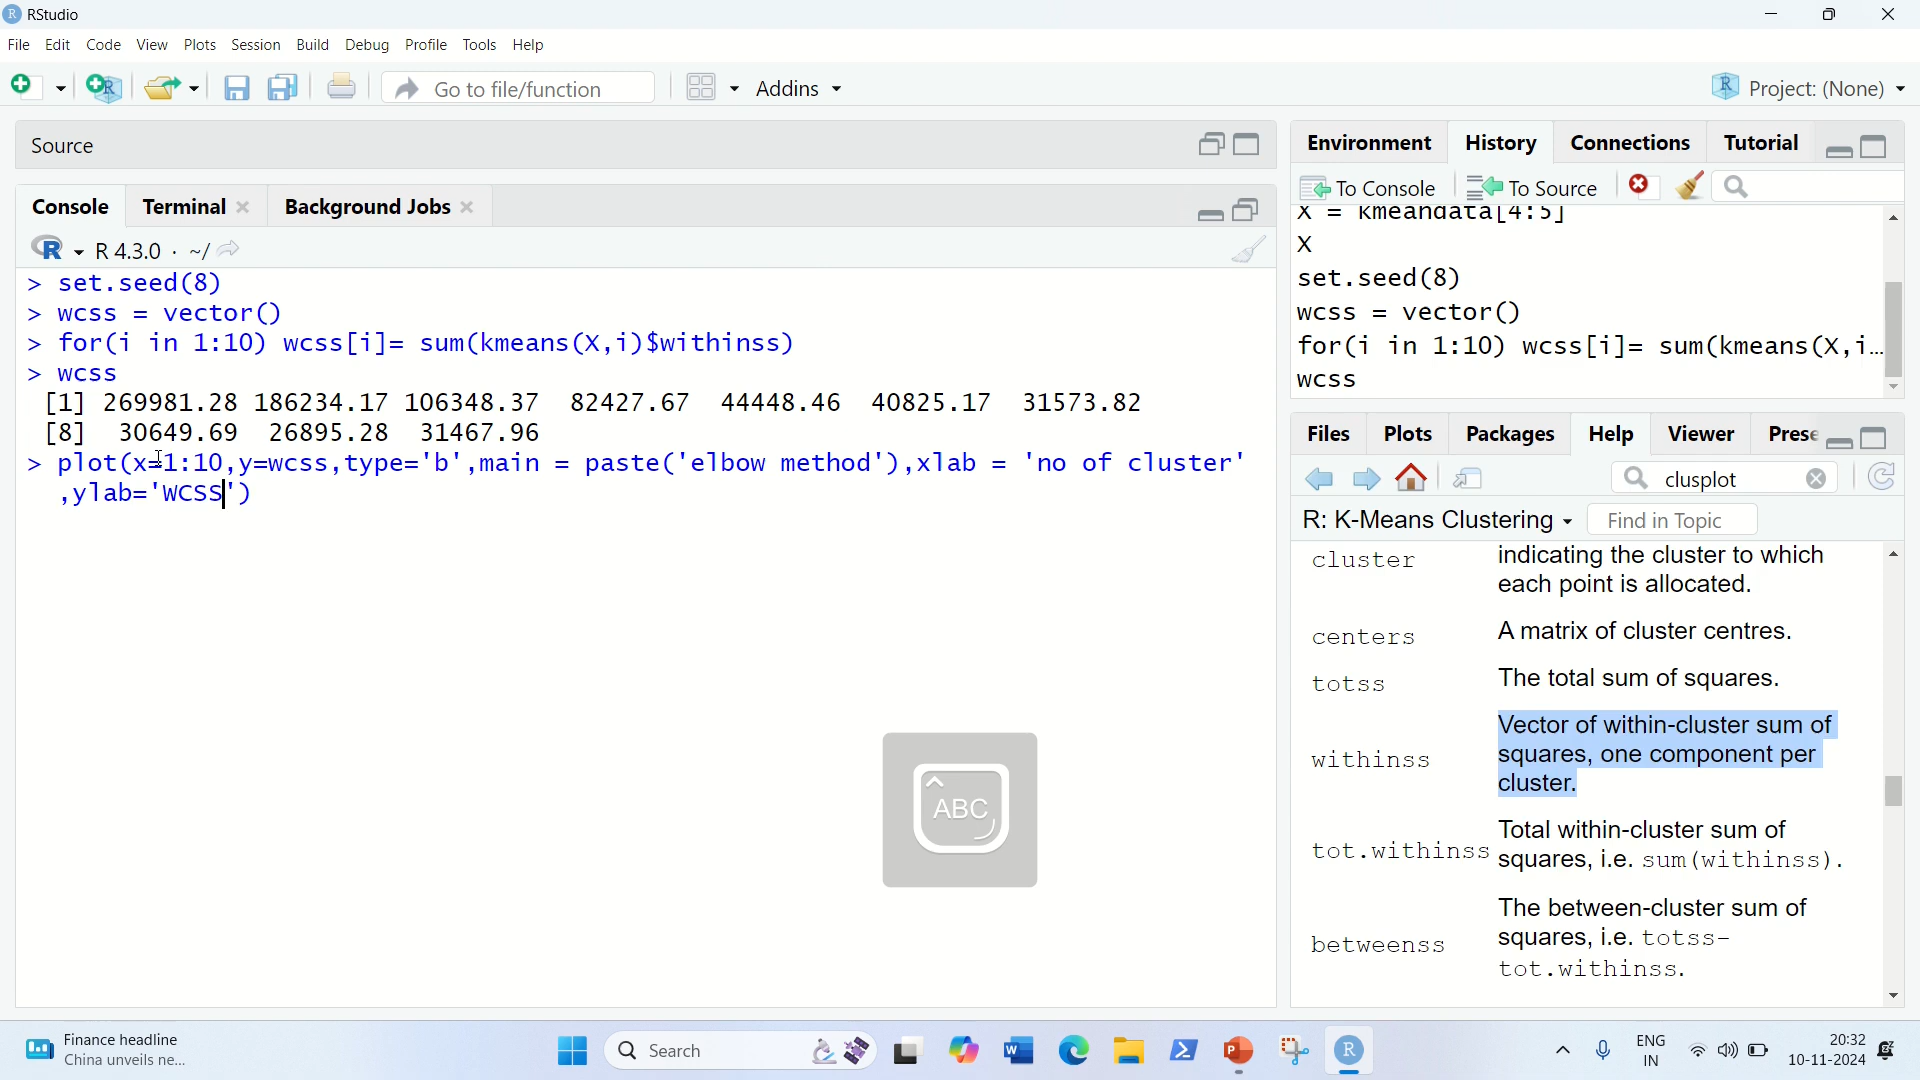 RStudio
File Edit Code View Plots Session Build Debug Profile Tools Help
Go to file/function
Addins
Project: (None)
Source
Console Terminal Background Jobs
R 4.3.0 · ~/
> set.seed(8)
> wcss = vector()
> for(i in 1:10) wcss[i]= sum(kmeans(X,i)$withinss)
> wcss
[1] 269981.28 186234.17 106348.37 82427.67 44448.46 40825.17 31573.82
[8] 30649.69 26895.28 31467.96
> plot(x=1:10,y=wcss,type='b',main = paste('elbow method'),xlab = 'no of cluster'
,ylab='WCSS')
ABC
Environment History Connections Tutorial
To Console To Source
X = kmeandata[4:5]
X
set.seed(8)
wcss = vector()
for(i in 1:10) wcss[i]= sum(kmeans(X,i…
wcss
Files Plots Packages Help Viewer Prese
clusplot
R: K-Means Clustering Find in Topic
cluster indicating the cluster to which
each point is allocated.
centers A matrix of cluster centres.
totss The total sum of squares.
withinss Vector of within-cluster sum of
squares, one component per
cluster.
tot.withinss Total within-cluster sum of
squares, i.e. sum(withinss).
betweenss The between-cluster sum of
squares, i.e. totss-
tot.withinss.
Finance headline
China unveils ne...
Search
ENG
IN
20:32
10-11-2024